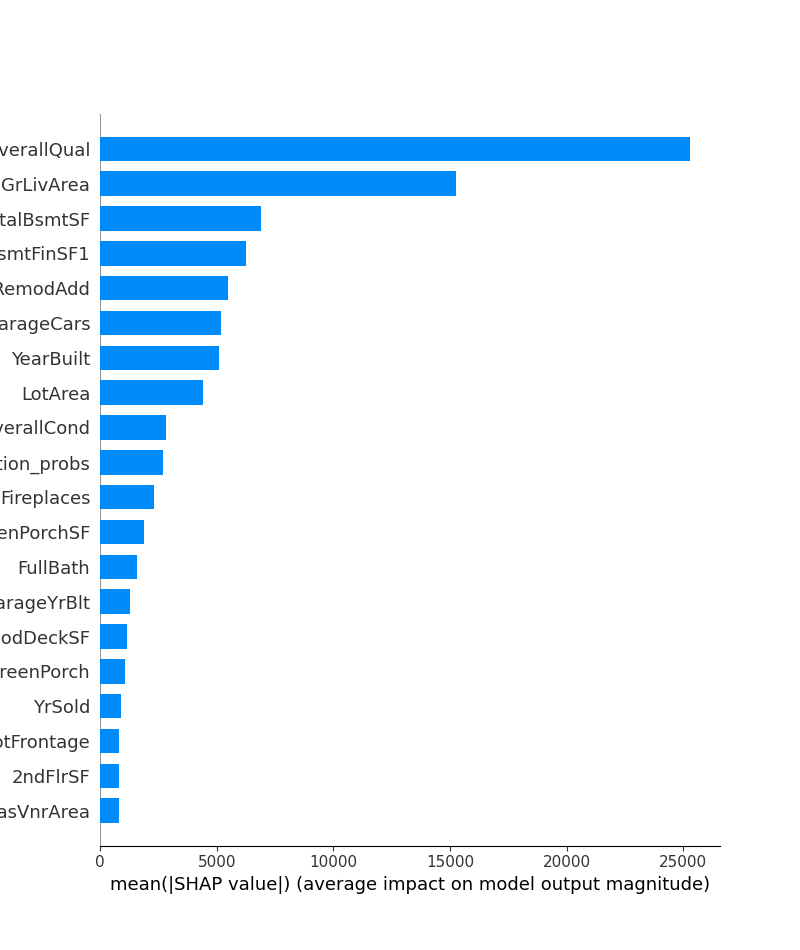 verallQual
GrLivArea
talBsmtSF
smtFinSF1
RemodAdd
arageCars
YearBuilt
LotArea
verallCond
tion_probs
Fireplaces
enPorchSF
FullBath
arageYrBlt
odDeckSF
reenPorch
YrSold
otFrontage
2ndFlrSF
asVnrArea
0 5000 10000 15000 20000 25000
mean(|SHAP value|) (average impact on model output magnitude)